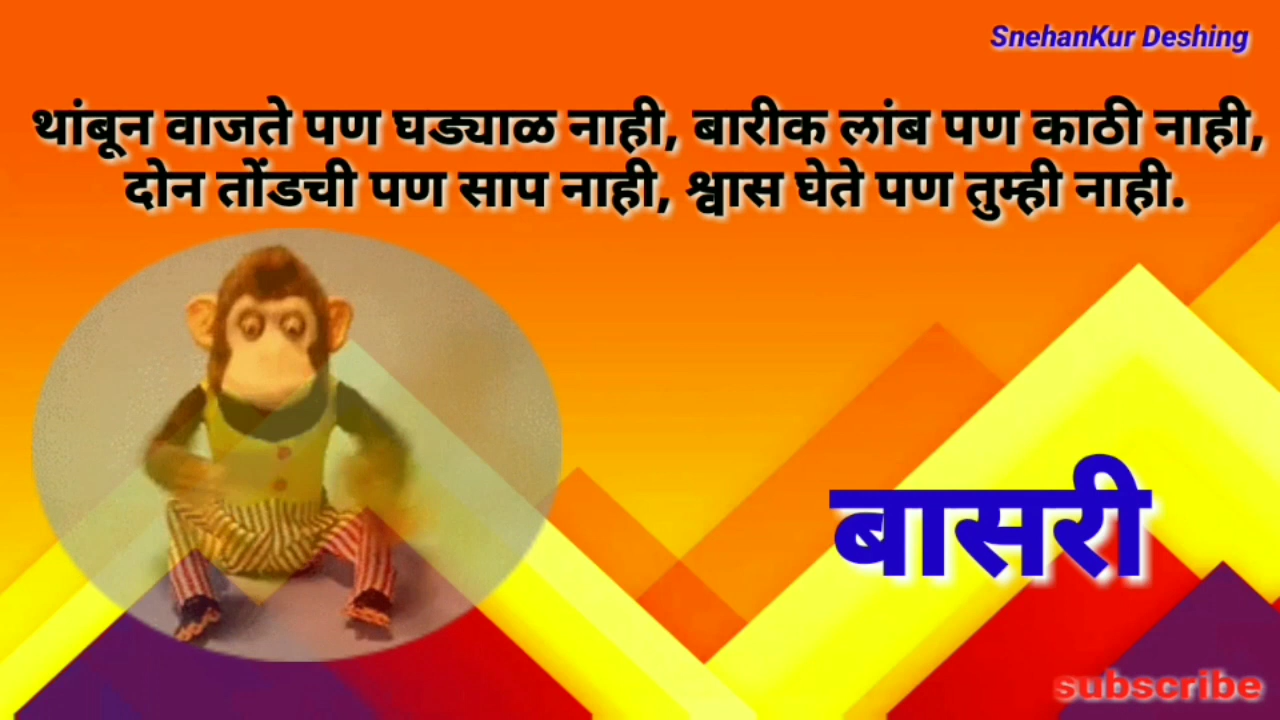 SnehanKur Deshing
थांबून वाजते पण घड्याळ नाही, बारीक लांब पण काठी नाही,
दोन तोंडची पण साप नाही, श्वास घेते पण तुम्ही नाही.
बासरी
subscribe